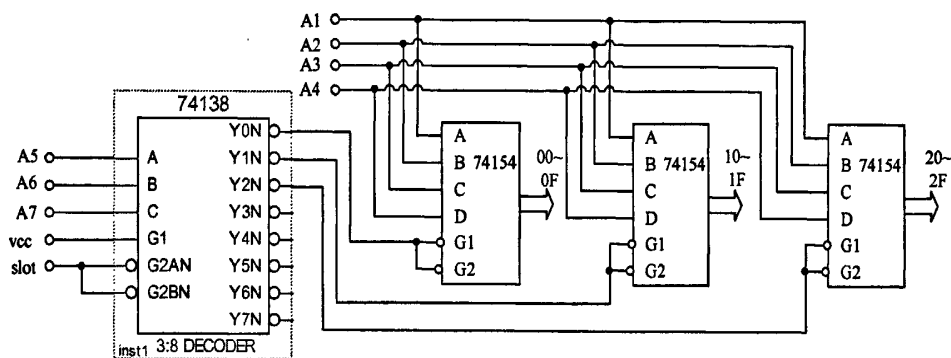 A1
A2
A3
A4
74138
A5
A6
A7
vcc
slot
A
B
C
G1
G2AN
G2BN
Y0N
Y1N
Y2N
Y3N
Y4N
Y5N
Y6N
Y7N
inst1 3:8 DECODER
A
B 74154
C
D
G1
G2
00~
0F
A
B 74154
C
D
G1
G2
10~
1F
A
B 74154
C
D
G1
G2
20~
2F